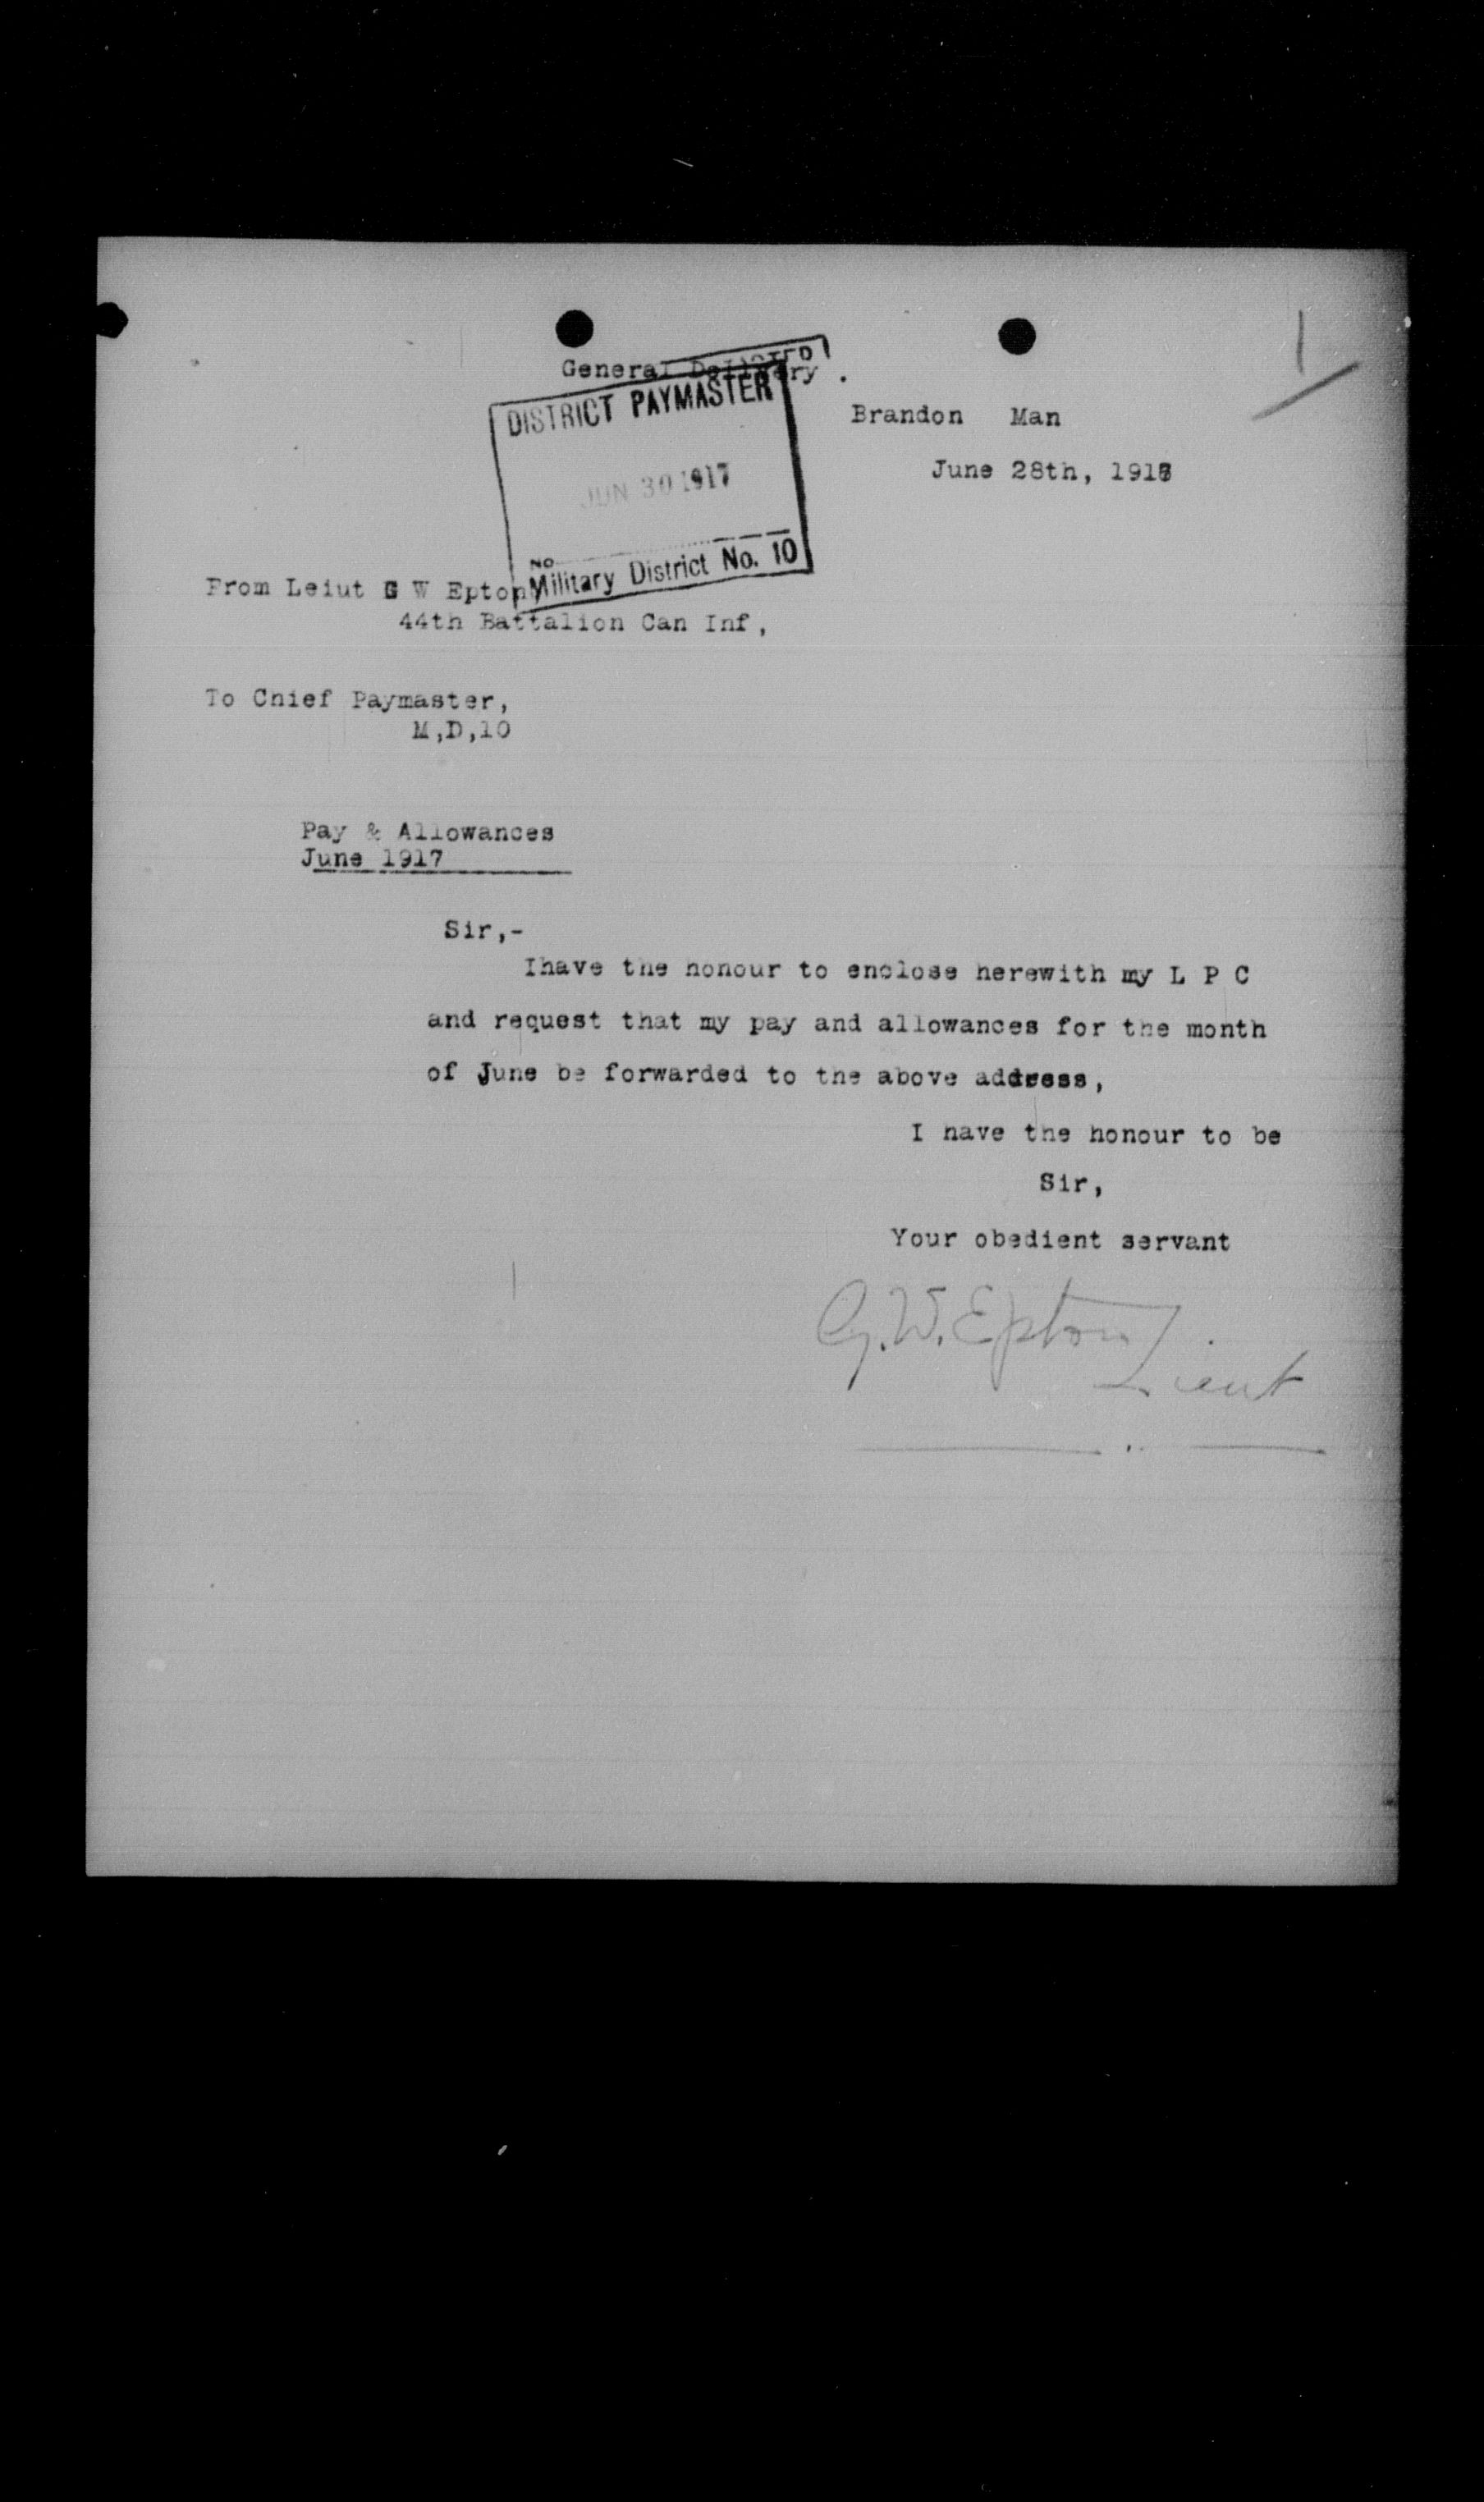 General Delivery .
DISTRICT PAYMASTER
JUN 30 1917
NO
Military District No. 10
Brandon Man
June 28th, 1917
From Leiut G W Epton
44th Battalion Can Inf,
To Chief Paymaster,
M,D,10
Pay & Allowances
June 1917
Sir,-
Ihave the honour to enclose herewith my L P C
and request that my pay and allowances for the month
of June be forwarded to the above address,
I have the honour to be
Sir,
Your obedient servant
G.W. Epton
Lieut